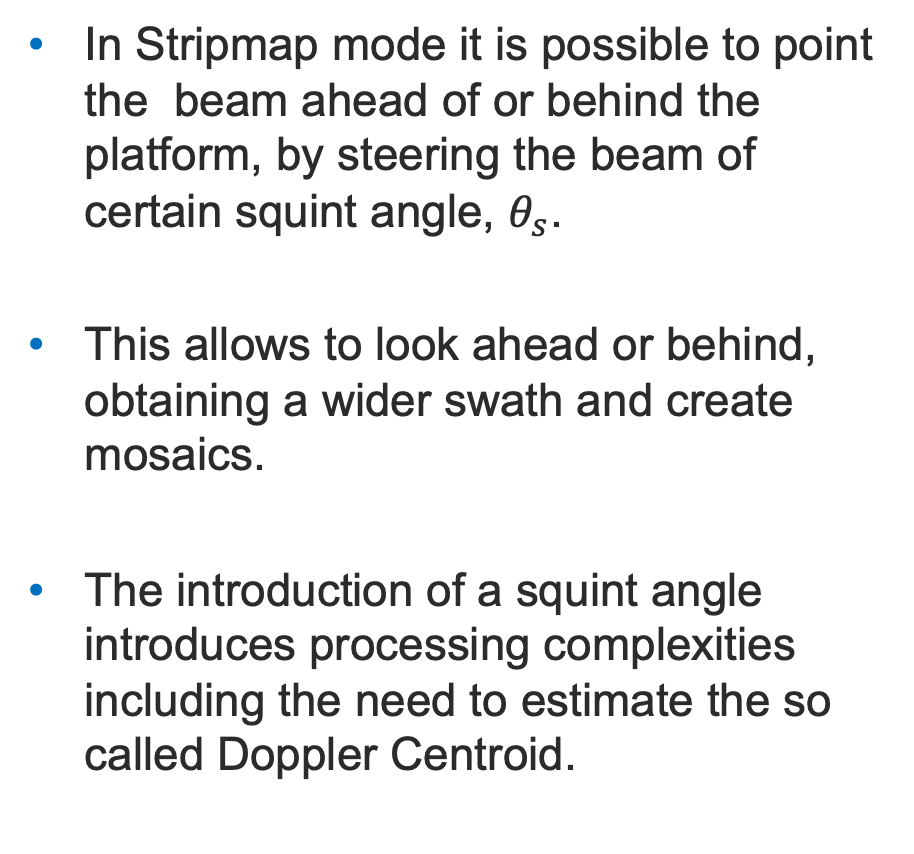 • In Stripmap mode it is possible to point
the  beam ahead of or behind the
platform, by steering the beam of
certain squint angle, θₛ.
• This allows to look ahead or behind,
obtaining a wider swath and create
mosaics.
• The introduction of a squint angle
introduces processing complexities
including the need to estimate the so
called Doppler Centroid.